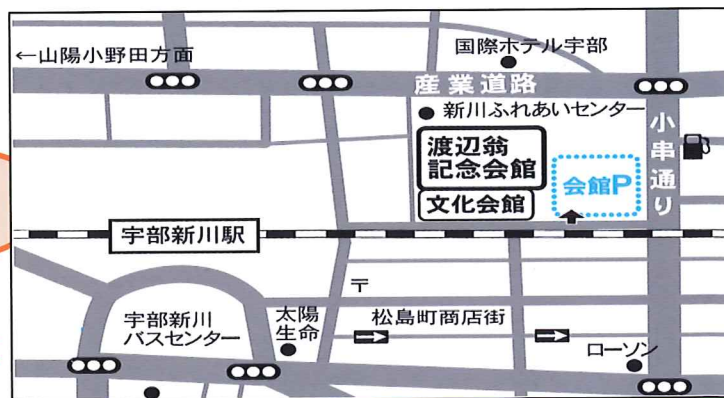 ←山陽小野田方面
国際ホテル宇部
産業道路
新川ふれあいセンター
小串通り
渡辺翁
記念会館
会館P
文化会館
宇部新川駅
〒
宇部新川
バスセンター
太陽
生命
松島町商店街
ローソン